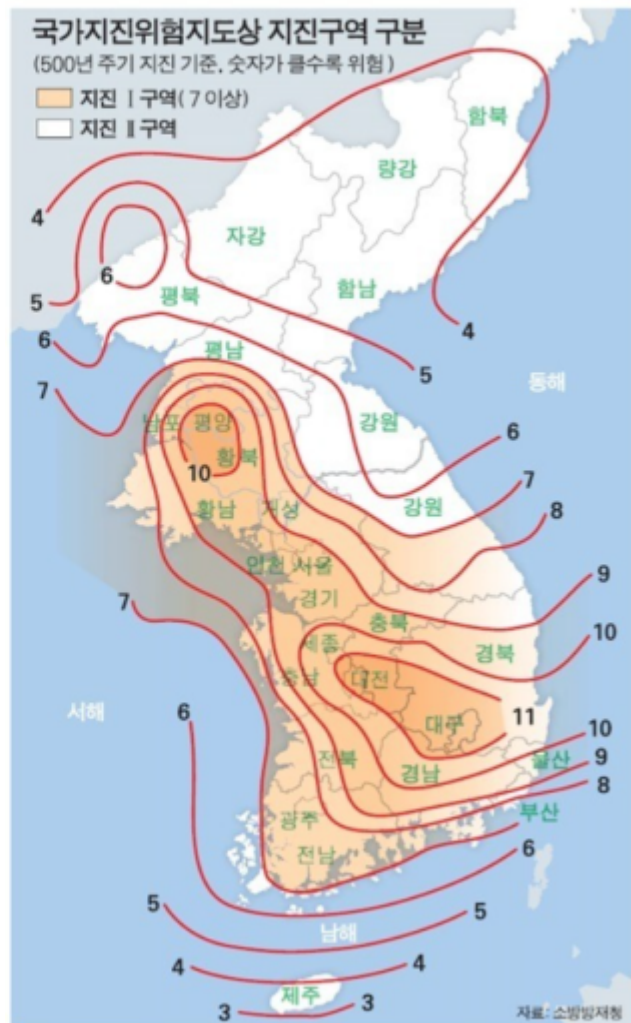 국가지진위험지도상 지진구역 구분
(500년 주기 지진 기준, 숫자가 클수록 위험)
지진 Ⅰ 구역(7 이상)
지진 Ⅱ 구역
함북
량강
4
자강
6
함남
5
평북
4
6
평남
5
7
동해
남포 평양
강원
6
황북
10
7
황남
개성
강원
8
인천 서울
9
7
경기
충북
10
세종
경북
충남
대전
서해
6
11
대구
10
전북
경남
울산
9
8
광주
부산
전남
6
5
5
남해
4
4
제주
3
3
자료: 소방방재청